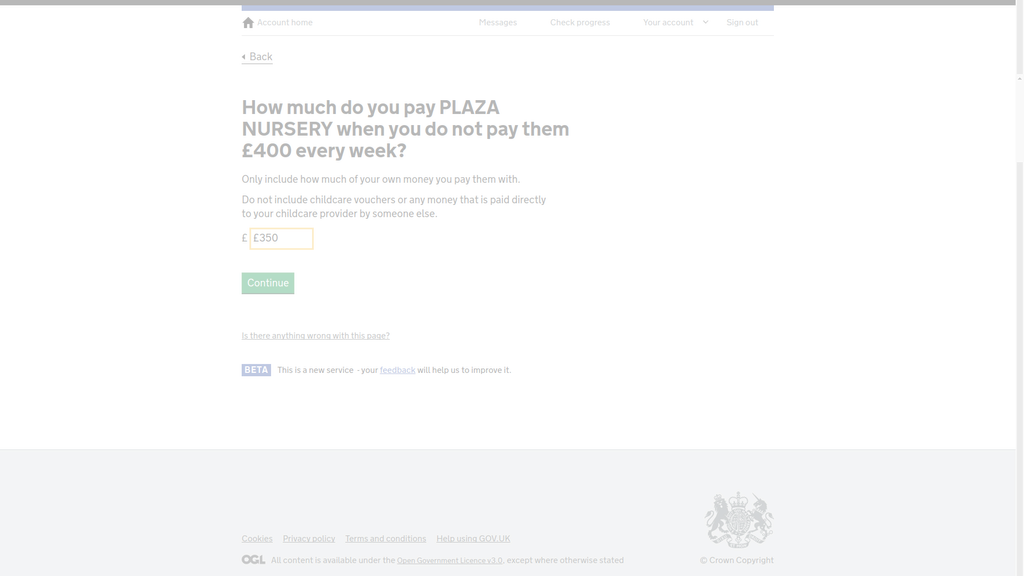 Account home
Messages
Check progress
Your account
Sign out
Back
How much do you pay PLAZA
NURSERY when you do not pay them
£400 every week?
Only include how much of your own money you pay them with.
Do not include childcare vouchers or any money that is paid directly
to your childcare provider by someone else.
£ £350
Continue
Is there anything wrong with this page?
BETA This is a new service - your feedback will help us to improve it.
Cookies Privacy policy Terms and conditions Help using GOV.UK
OGL All content is available under the Open Government Licence v3.0, except where otherwise stated
© Crown Copyright